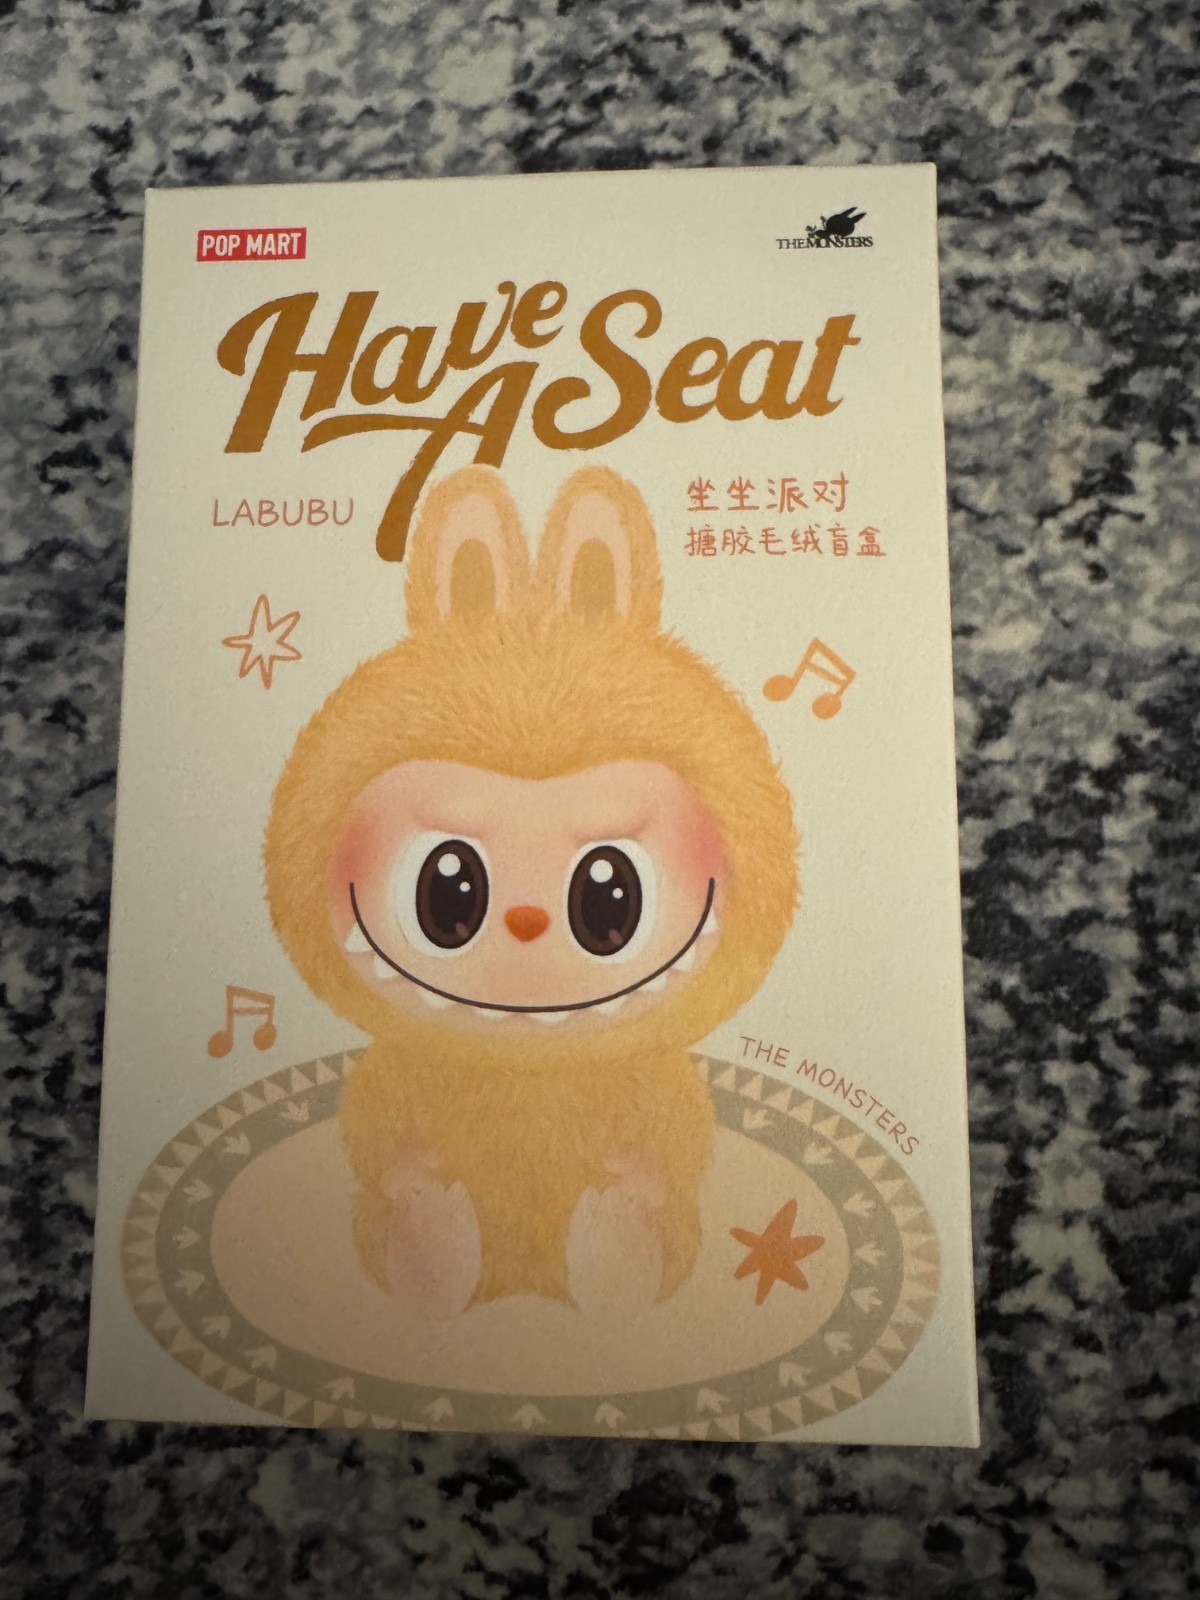 POP MART
THE MONSTERS
Have A Seat
LABUBU
坐坐派对
搪胶毛绒盲盒
THE MONSTERS